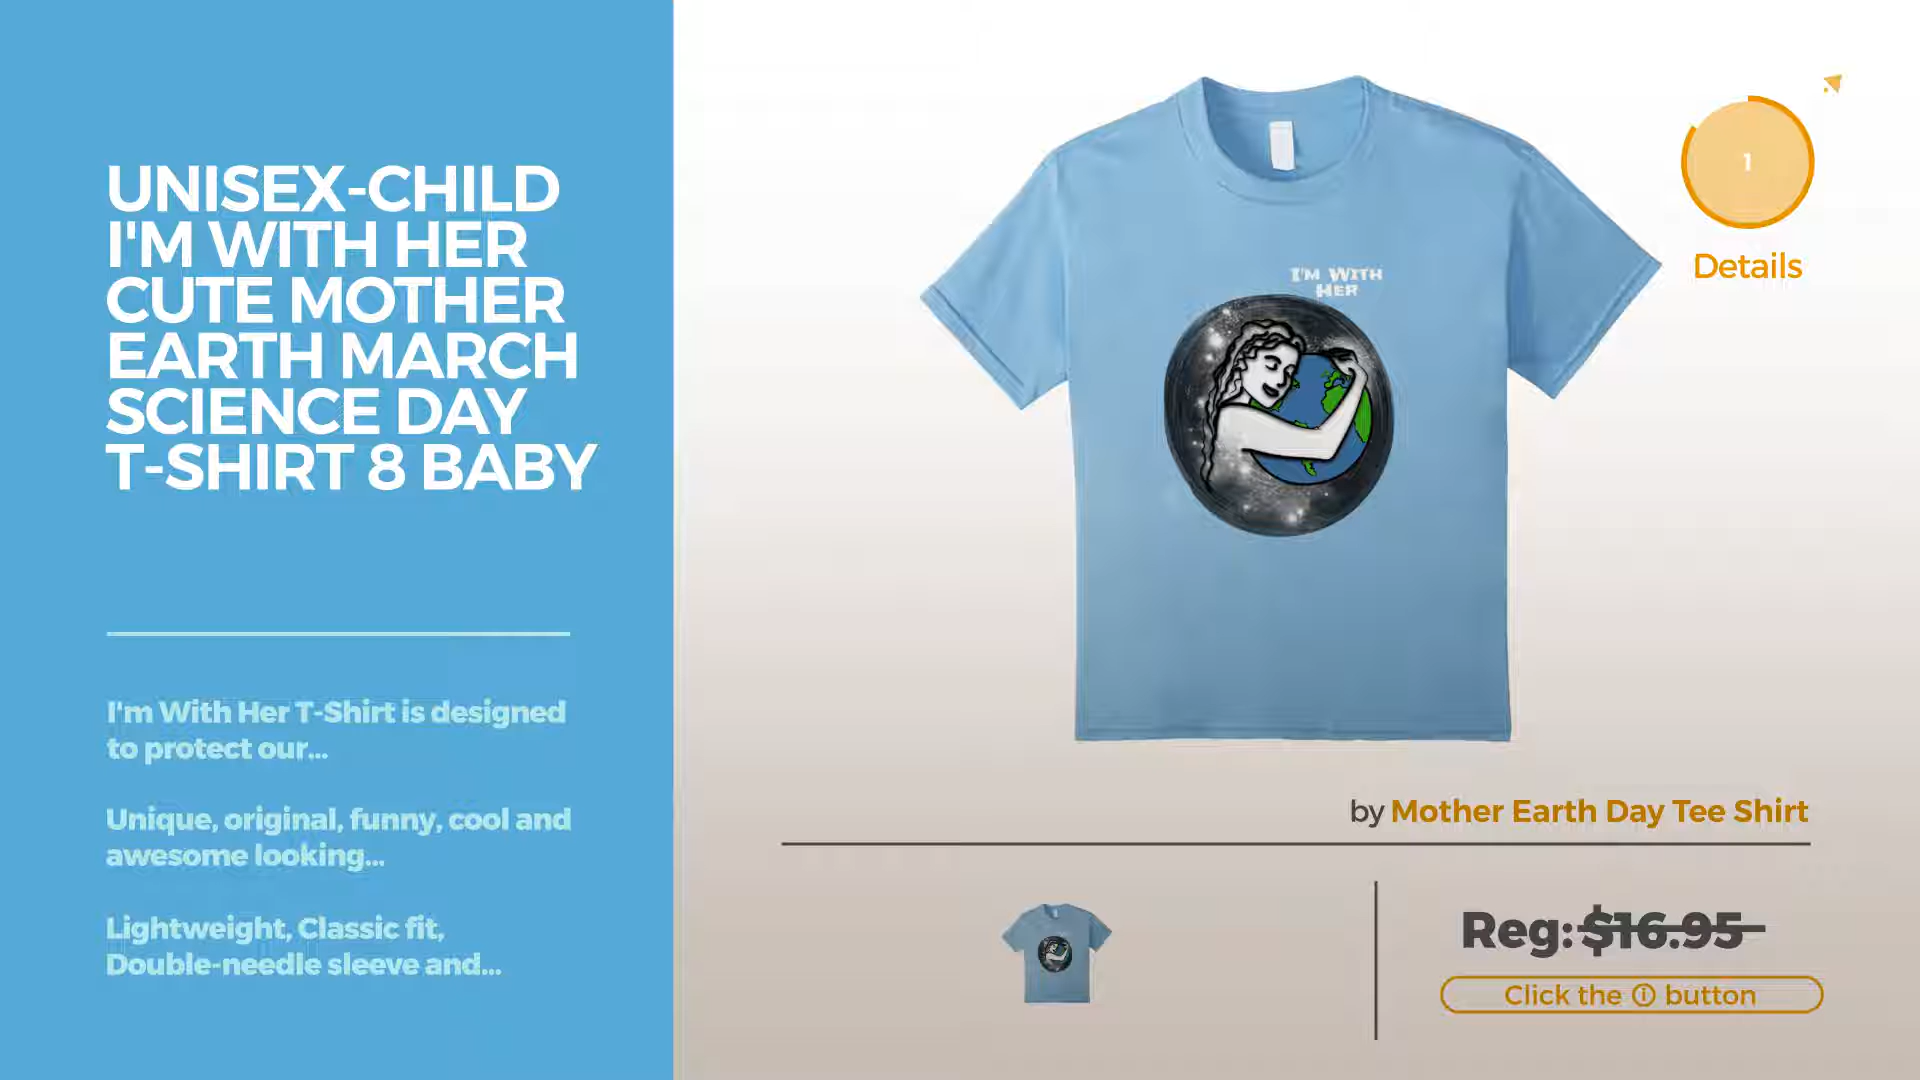 UNISEX-CHILD
I'M WITH HER
CUTE MOTHER
EARTH MARCH
SCIENCE DAY
T-SHIRT 8 BABY
I'm With Her T-Shirt is designed
to protect our...
Unique, original, funny, cool and
awesome looking...
Lightweight, Classic fit,
Double-needle sleeve and...
I'M WITH
HER
1
Details
by Mother Earth Day Tee Shirt
Reg: $16.95
Click the ⓘ button